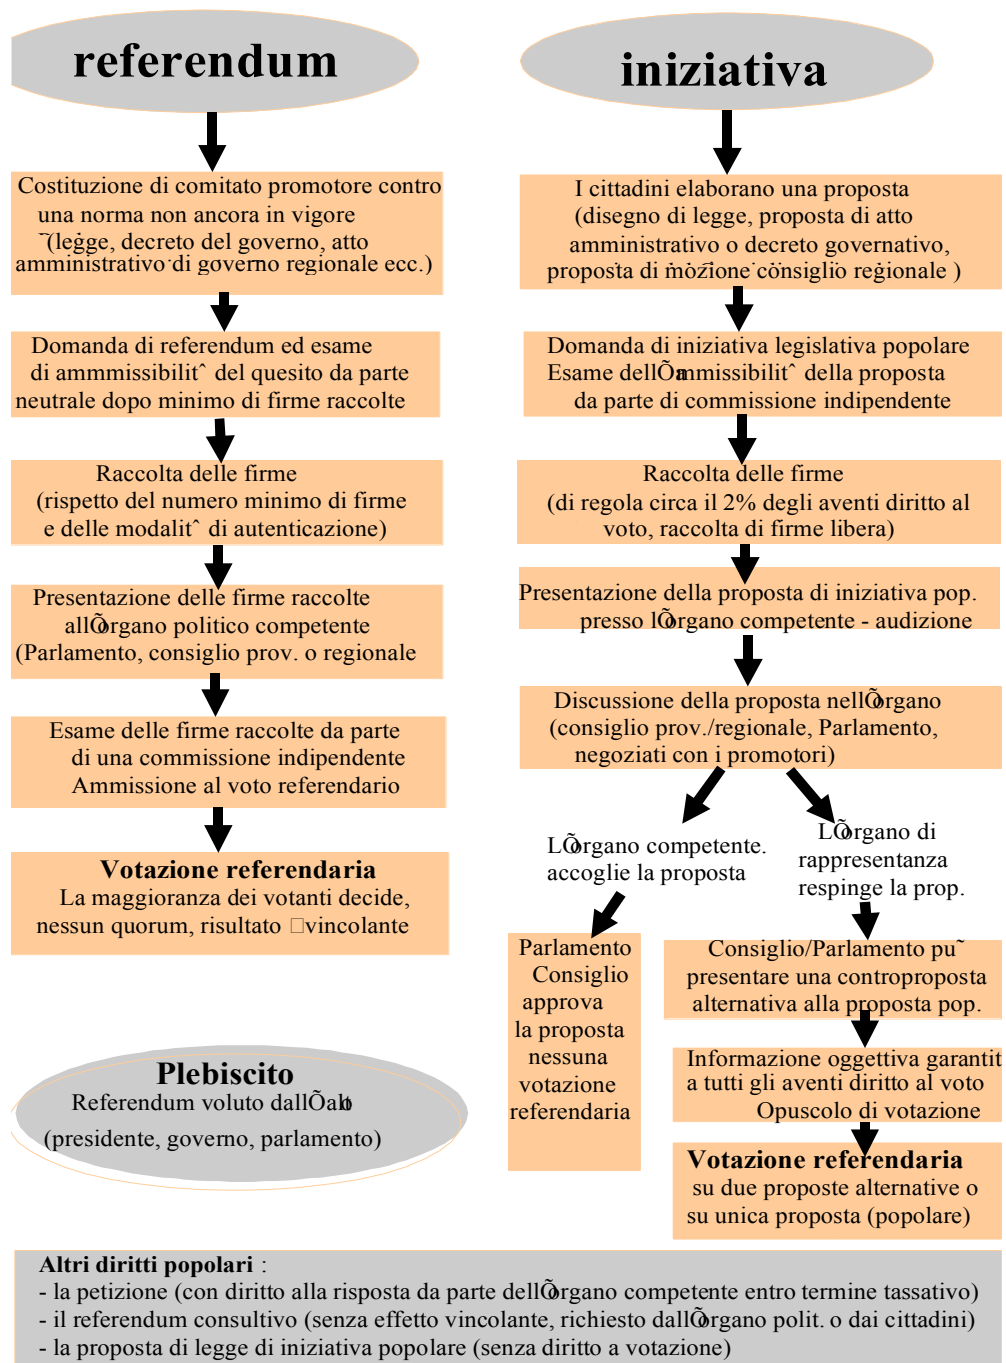 referendum
Costituzione di comitato promotore contro
una norma non ancora in vigore
(legge, decreto del governo, atto
amministrativo di governo regionale ecc.)
Domanda di referendum ed esame
di ammmissibilitˆ del quesito da parte
neutrale dopo minimo di firme raccolte
Raccolta delle firme
(rispetto del numero minimo di firme
e delle modalitˆ di autenticazione)
Presentazione delle firme raccolte
allÕorgano politico competente
(Parlamento, consiglio prov. o regionale
Esame delle firme raccolte da parte
di una commissione indipendente
Ammissione al voto referendario
Votazione referendaria
La maggioranza dei votanti decide,
nessun quorum, risultato □vincolante
Plebiscito
Referendum voluto dallÕalto
(presidente, governo, parlamento)
iniziativa
I cittadini elaborano una proposta
(disegno di legge, proposta di atto
amministrativo o decreto governativo,
proposta di mozione consiglio regionale )
Domanda di iniziativa legislativa popolare
Esame dellÕammissibilitˆ della proposta
da parte di commissione indipendente
Raccolta delle firme
(di regola circa il 2% degli aventi diritto al
voto, raccolta di firme libera)
Presentazione della proposta di iniziativa pop.
presso lÕorgano competente - audizione
Discussione della proposta nellÕorgano
(consiglio prov./regionale, Parlamento,
negoziati con i promotori)
LÕorgano competente.
accoglie la proposta
Parlamento
Consiglio
approva
la proposta
nessuna
votazione
referendaria
LÕorgano di
rappresentanza
respinge la prop.
Consiglio/Parlamento pu˜
presentare una controproposta
alternativa alla proposta pop.
Informazione oggettiva garantit
a tutti gli aventi diritto al voto
Opuscolo di votazione
Votazione referendaria
su due proposte alternative o
su unica proposta (popolare)
Altri diritti popolari :
- la petizione (con diritto alla risposta da parte dellÕorgano competente entro termine tassativo)
- il referendum consultivo (senza effetto vincolante, richiesto dallÕorgano polit. o dai cittadini)
- la proposta di legge di iniziativa popolare (senza diritto a votazione)